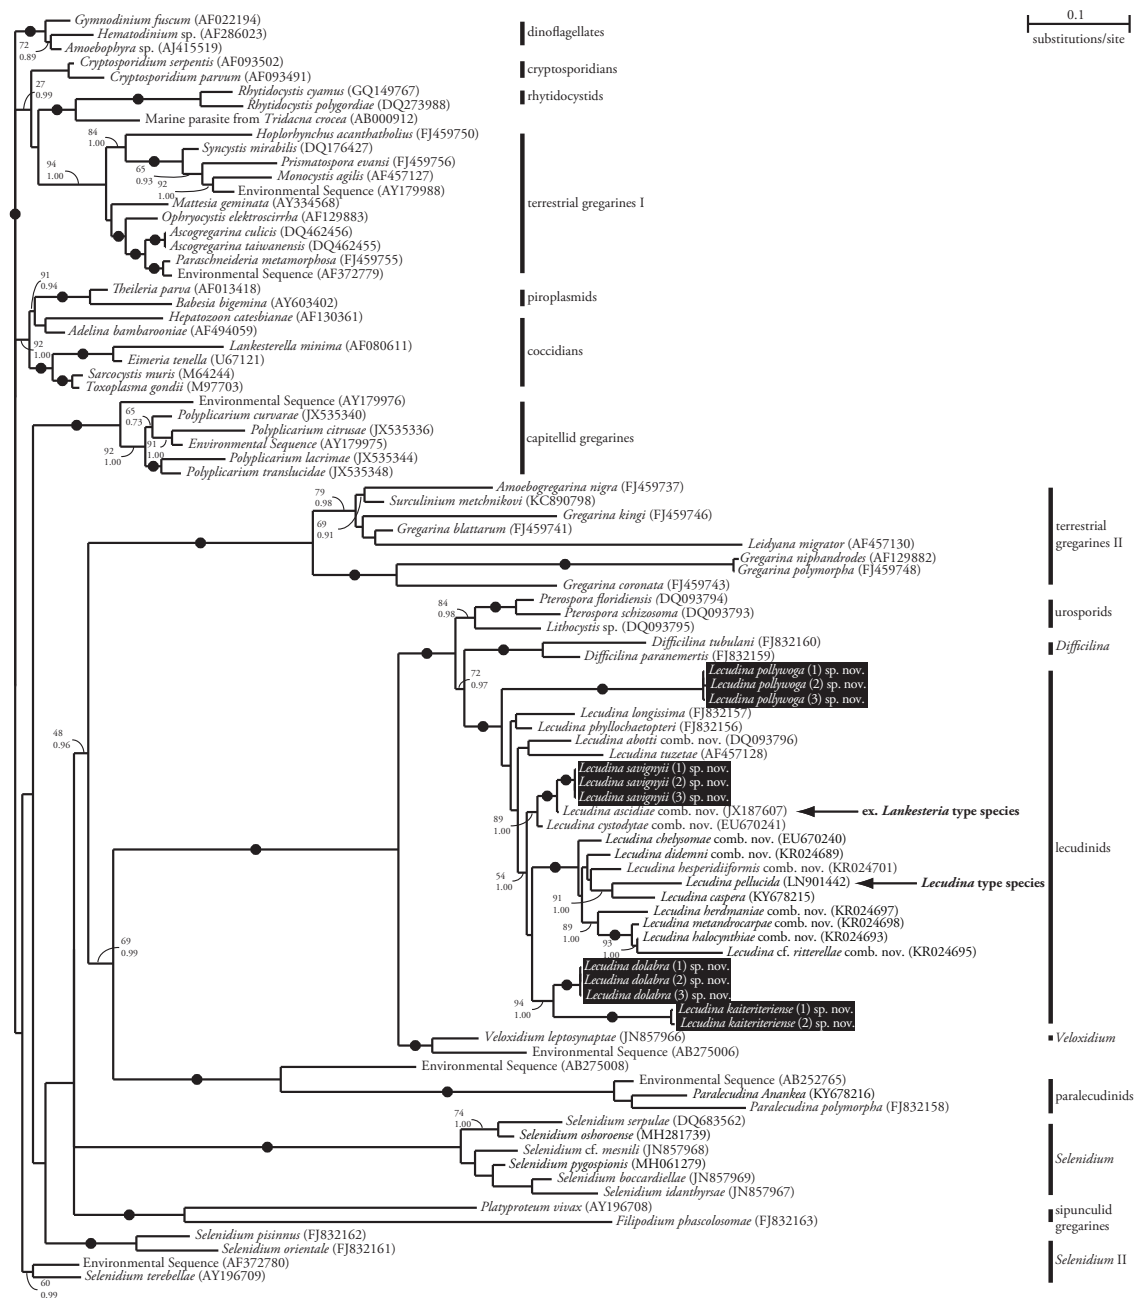 Gymnodinium fuscum (AF022194)
Hematodinium sp. (AF286023)
Amoebophyra sp. (AJ415519)
72
0.89
dinoflagellates
0.1
substitutions/site
Cryptosporidium serpentis (AF093502)
Cryptosporidium parvum (AF093491)
cryptosporidians
27
0.99
Rhytidocystis cyamus (GQ149767)
Rhytidocystis polygordiae (DQ273988)
Marine parasite from Tridacna crocea (AB000912)
rhytidocystids
84
1.00
Hoplorhynchus acanthatholius (FJ459750)
Syncystis mirabilis (DQ176427)
Prismatospora evansi (FJ459756)
65
0.93
Monocystis agilis (AF457127)
92
1.00
Environmental Sequence (AY179988)
94
1.00
Mattesia geminata (AY334568)
Ophryocystis elektroscirrha (AF129883)
Ascogregarina culicis (DQ462456)
Ascogregarina taiwanensis (DQ462455)
Paraschneideria metamorphosa (FJ459755)
Environmental Sequence (AF372779)
terrestrial gregarines I
91
0.94
Theileria parva (AF013418)
Babesia bigemina (AY603402)
piroplasmids
Hepatozoon catesbianae (AF130361)
Adelina bambarooniae (AF494059)
92
1.00
Lankesterella minima (AF080611)
Eimeria tenella (U67121)
Sarcocystis muris (M64244)
Toxoplasma gondii (M97703)
coccidians
Environmental Sequence (AY179976)
65
0.73
Polyplicarium curvarae (JX535340)
Polyplicarium citrusae (JX535336)
91
1.00
Environmental Sequence (AY179975)
92
1.00
Polyplicarium lacrimae (JX535344)
Polyplicarium translucidae (JX535348)
capitellid gregarines
79
0.98
Amoebogregarina nigra (FJ459737)
Surculinium metchnikovi (KC890798)
69
0.91
Gregarina kingi (FJ459746)
Gregarina blattarum (FJ459741)
Leidyana migrator (AF457130)
Gregarina niphandrodes (AF129882)
Gregarina polymorpha (FJ459748)
Gregarina coronata (FJ459743)
terrestrial
gregarines II
84
0.98
Pterospora floridiensis (DQ093794)
Pterospora schizosoma (DQ093793)
Lithocystis sp. (DQ093795)
urosporids
Difficilina tubulani (FJ832160)
Difficilina paranemertis (FJ832159)
Difficilina
72
0.97
Lecudina pollywoga (1) sp. nov.
Lecudina pollywoga (2) sp. nov.
Lecudina pollywoga (3) sp. nov.
Lecudina longissima (FJ832157)
Lecudina phyllochaetopteri (FJ832156)
Lecudina abotti comb. nov. (DQ093796)
Lecudina tuzetae (AF457128)
48
0.96
Lecudina savignyii (1) sp. nov.
Lecudina savignyii (2) sp. nov.
Lecudina savignyii (3) sp. nov.
Lecudina ascidiae comb. nov. (JX187607)
ex. Lankesteria type species
89
1.00
Lecudina cystodytae comb. nov. (EU670241)
Lecudina chelysomae comb. nov. (EU670240)
Lecudina didemni comb. nov. (KR024689)
lecudinids
54
1.00
Lecudina hesperidiiformis comb. nov. (KR024701)
Lecudina pellucida (LN901442)
Lecudina type species
91
1.00
Lecudina caspera (KY678215)
Lecudina herdmaniae comb. nov. (KR024697)
89
1.00
Lecudina metandrocarpae comb. nov. (KR024698)
Lecudina halocynthiae comb. nov. (KR024693)
93
1.00
Lecudina cf. ritterellae comb. nov. (KR024695)
69
0.99
Lecudina dolabra (1) sp. nov.
Lecudina dolabra (2) sp. nov.
Lecudina dolabra (3) sp. nov.
94
1.00
Lecudina kaiteriteriense (1) sp. nov.
Lecudina kaiteriteriense (2) sp. nov.
Veloxidium leptosynaptae (JN857966)
Environmental Sequence (AB275006)
Veloxidium
Environmental Sequence (AB275008)
Environmental Sequence (AB252765)
Paralecudina Anankea (KY678216)
Paralecudina polymorpha (FJ832158)
paralecudinids
74
1.00
Selenidium serpulae (DQ683562)
Selenidium oshoroense (MH281739)
Selenidium cf. mesnili (JN857968)
Selenidium pygospionis (MH061279)
Selenidium boccardiellae (JN857969)
Selenidium idanthyrsae (JN857967)
Selenidium
Platyproteum vivax (AY196708)
Filipodium phascolosomae (FJ832163)
sipunculid
gregarines
Selenidium pisinnus (FJ832162)
Selenidium orientale (FJ832161)
Environmental Sequence (AF372780)
Selenidium terebellae (AY196709)
Selenidium II
60
0.99